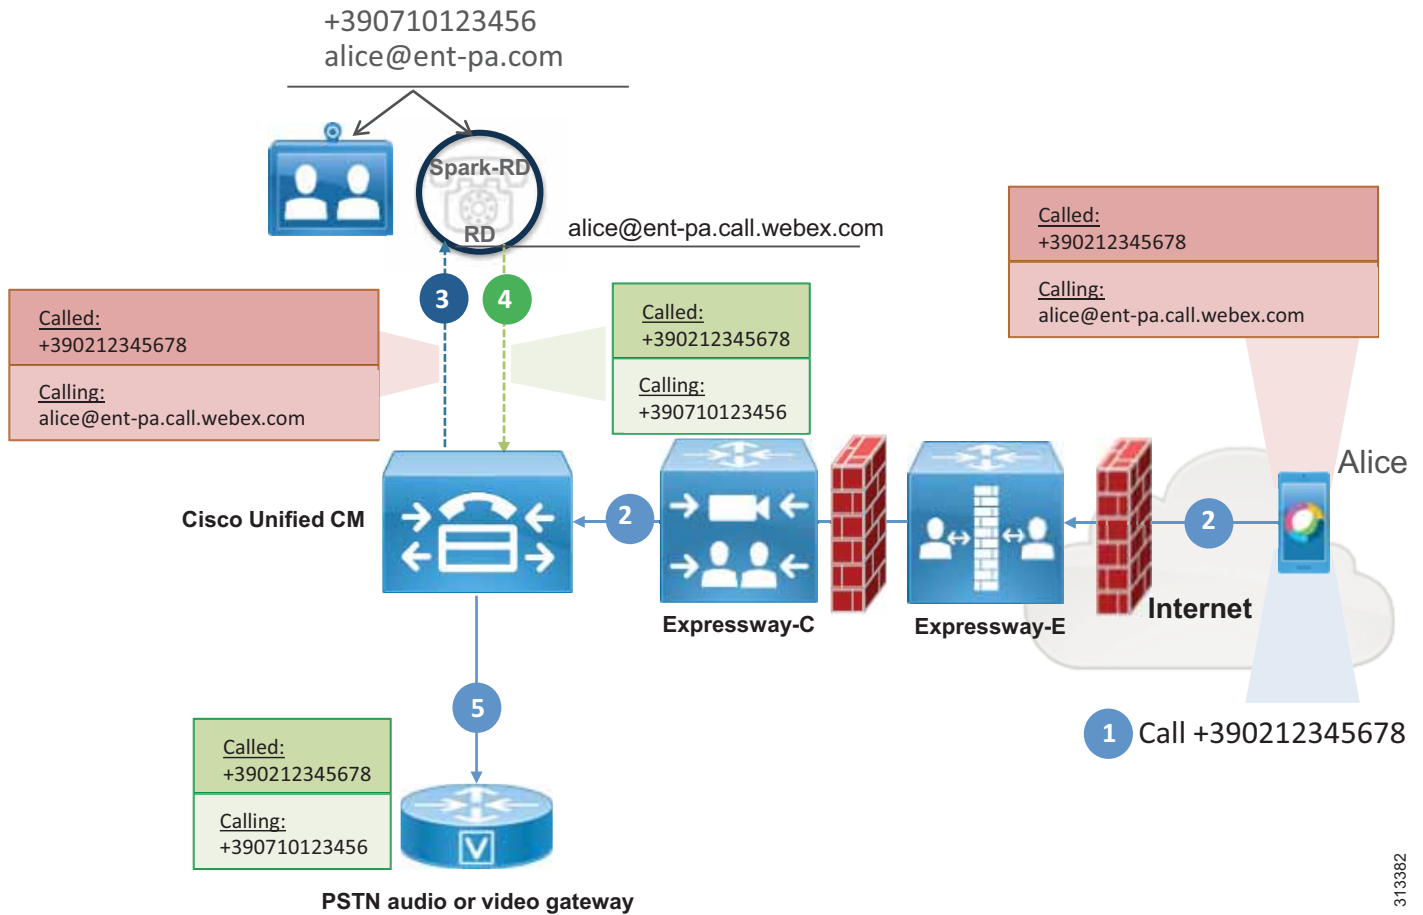 +390710123456
alice@ent-pa.com
Spark-RD
RD
alice@ent-pa.call.webex.com
Called:
+390212345678
Calling:
alice@ent-pa.call.webex.com
3
4
Called:
+390212345678
Calling:
alice@ent-pa.call.webex.com
Called:
+390212345678
Calling:
+390710123456
Alice
Cisco Unified CM
2
2
Expressway-C
Expressway-E
Internet
5
1 Call +390212345678
Called:
+390212345678
Calling:
+390710123456
V
PSTN audio or video gateway
313382